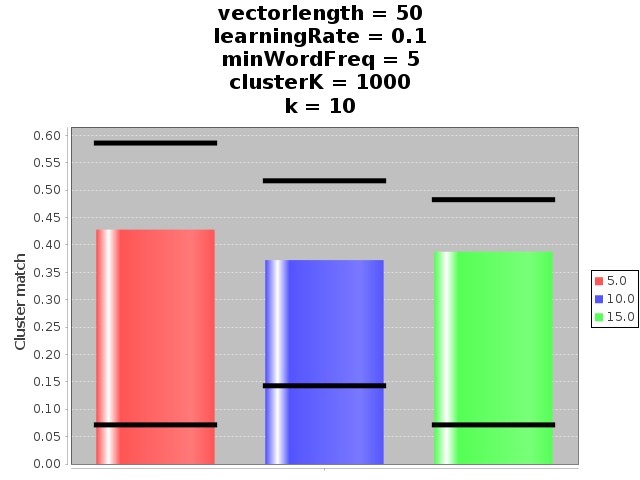 vectorlength = 50
learningRate = 0.1
minWordFreq = 5
clusterK = 1000
k = 10
0.60
0.55
0.50
0.45
0.40
0.35
0.30
0.25
0.20
0.15
0.10
0.05
0.00
Cluster match
5.0
10.0
15.0